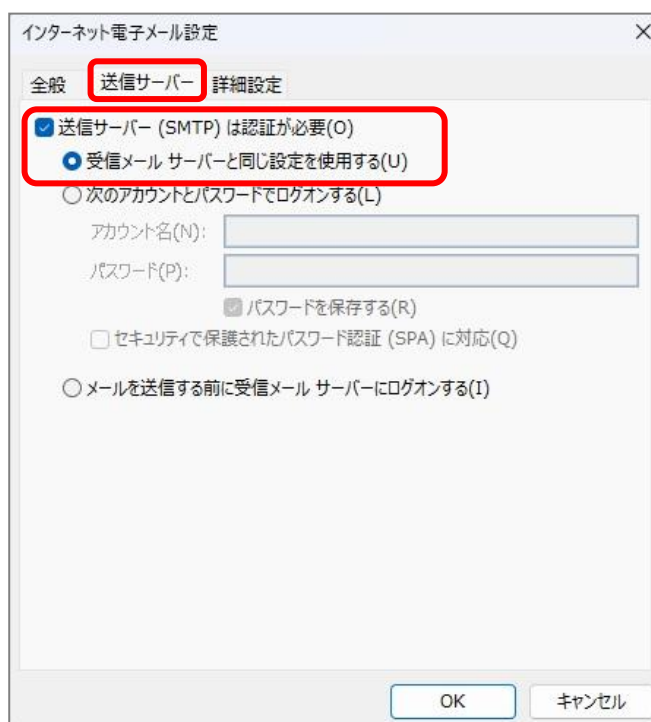 インターネット電子メール設定
全般 送信サーバー 詳細設定
送信サーバー (SMTP) は認証が必要(O)
受信メール サーバーと同じ設定を使用する(U)
次のアカウントとパスワードでログオンする(L)
アカウント名(N):
パスワード(P):
パスワードを保存する(R)
セキュリティで保護されたパスワード認証 (SPA) に対応(Q)
メールを送信する前に受信メール サーバーにログオンする(I)
OK キャンセル